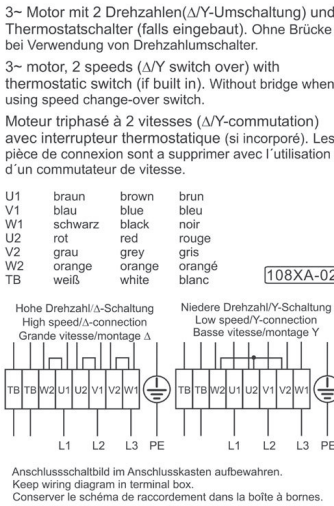 3~ Motor mit 2 Drehzahlen(Δ/Y-Umschaltung) und
Thermostatschalter (falls eingebaut). Ohne Brücke
bei Verwendung von Drehzahlumschalter.
3~ motor, 2 speeds (Δ/Y switch over) with
thermostatic switch (if built in). Without bridge when
using speed change-over switch.
Moteur triphasé à 2 vitesses (Δ/Y-commutation)
avec interrupteur thermostatique (si incorporé). Les
pièce de connexion sont a supprimer avec l´utilisation
d´un commutateur de vitesse.
U1 braun brown brun
V1 blau blue bleu
W1 schwarz black noir
U2 rot red rouge
V2 grau grey gris
W2 orange orange orangé
TB weiß white blanc
108XA-02
Hohe Drehzahl/Δ-Schaltung
High speed/Δ-connection
Grande vitesse/montage Δ
TB TB W2 U1 U2 V1 V2 W1
L1 L2 L3 PE
Niedere Drehzahl/Y-Schaltung
Low speed/Y-connection
Basse vitesse/montage Y
TB TB W2 U1 U2 V1 V2 W1
L1 L2 L3 PE
Anschlussschaltbild im Anschlusskasten aufbewahren.
Keep wiring diagram in terminal box.
Conserver le schéma de raccordement dans la boîte à bornes.